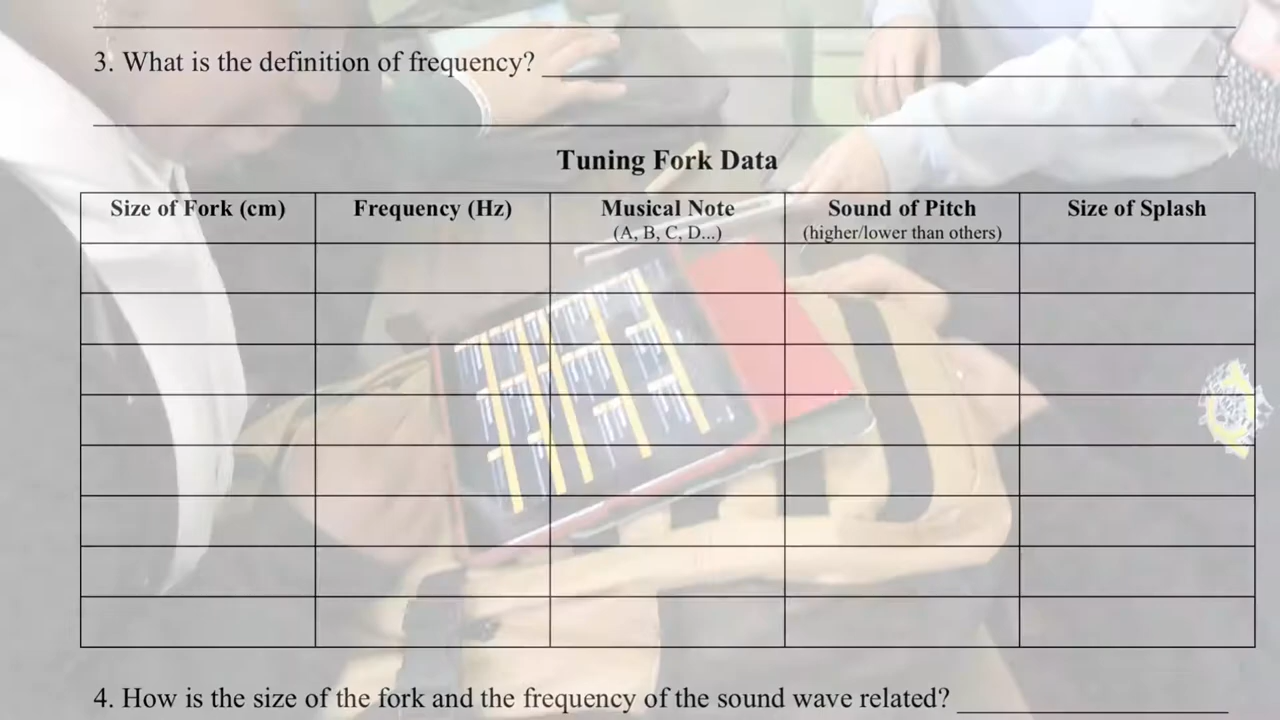 3. What is the definition of frequency?
Tuning Fork Data
Size of Fork (cm) Frequency (Hz) Musical Note Sound of Pitch Size of Splash
(A, B, C, D...) (higher/lower than others)
4. How is the size of the fork and the frequency of the sound wave related?